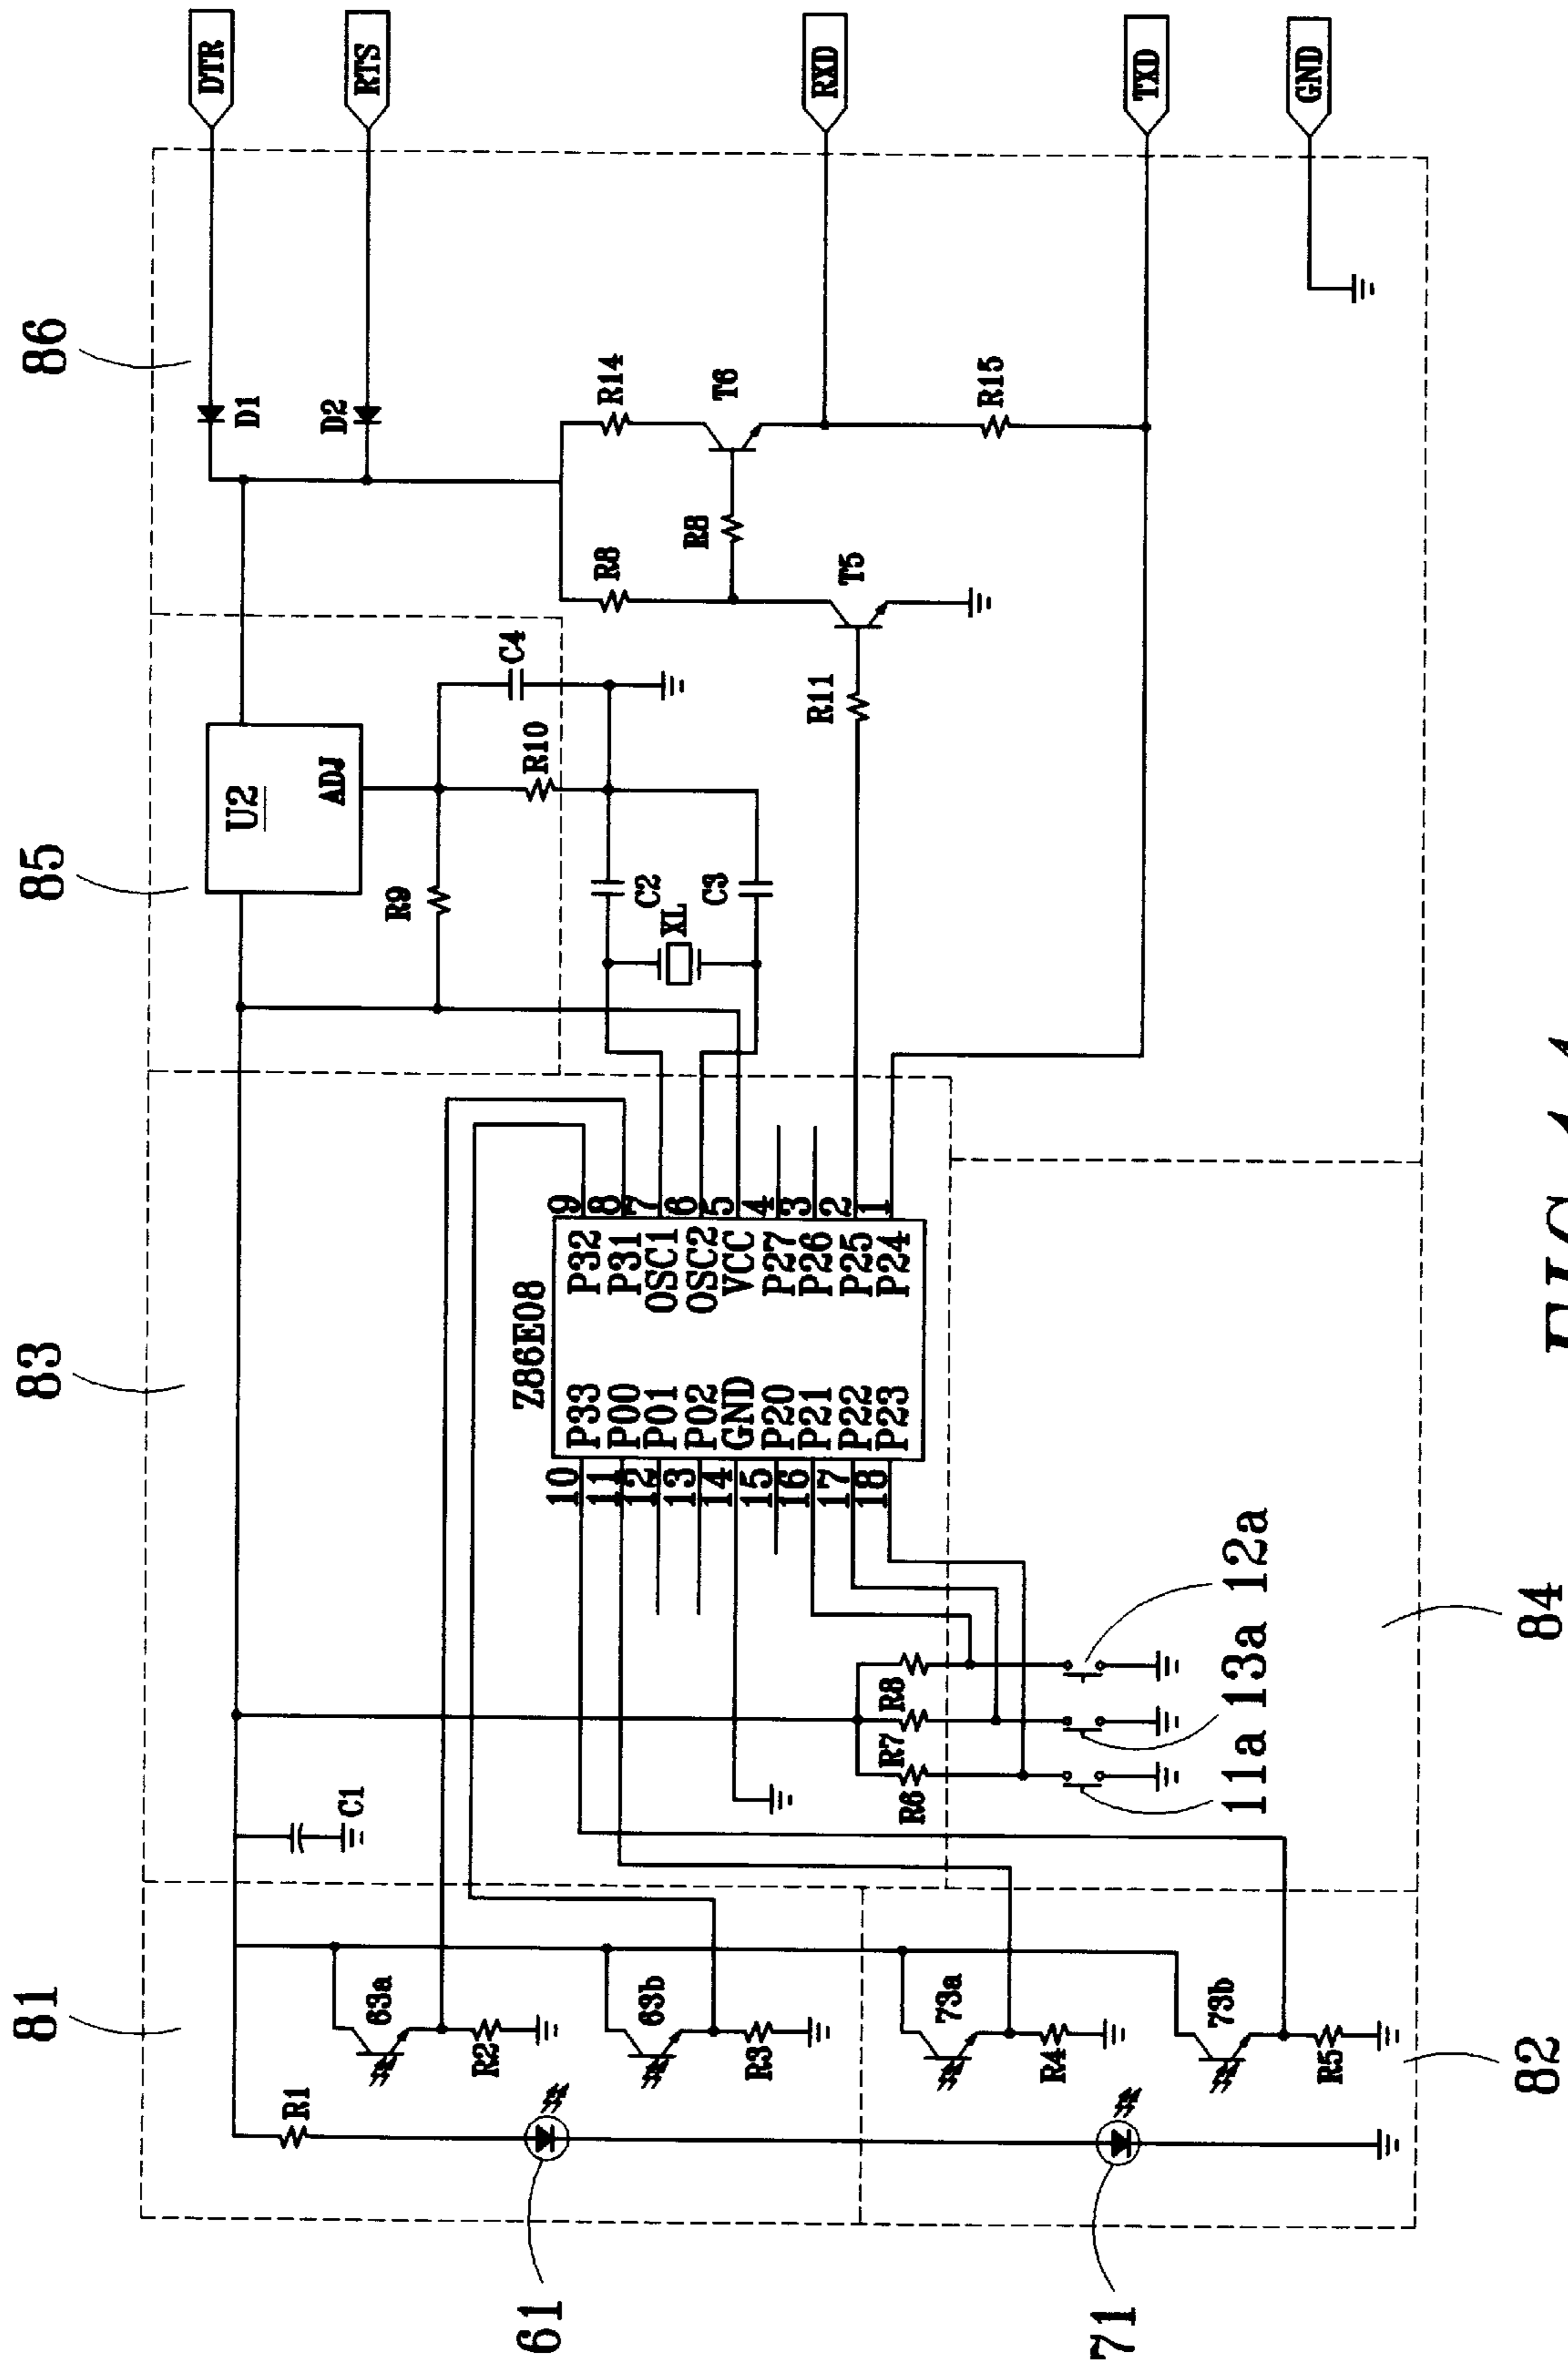 81
83
85
86
DTR
D1
RTS
D2
U2
ADJ
R1
C1
63a
R2
R9
C4
R10
R14
61
63b
R3
Z86E08
10 P33 P32 9
11 P00 P31 8
12 P01 OSC1 7
13 P02 OSC2 6
14 GND VCC 5
15 P20 P27 4
16 P21 P26 3
17 P22 P25 2
18 P23 P24 1
C2
XL
C3
R8
R8
T6
RXD
R11
T5
R6
R7
R8
73a
R4
R15
TXD
71
73b
R5
11a
13a
12a
GND
82
84
FIG.